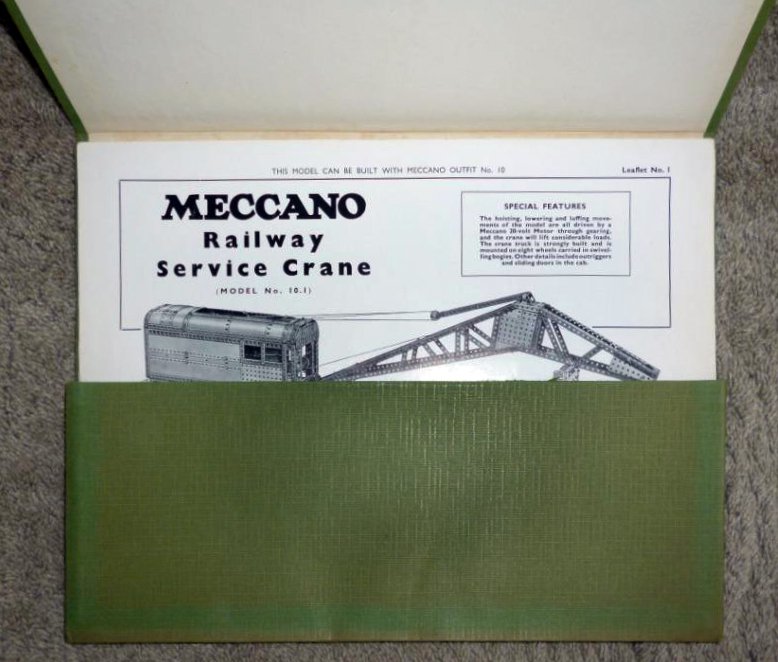 THIS MODEL CAN BE BUILT WITH MECCANO OUTFIT No. 10
Leaflet No. 1
MECCANO
Railway
Service Crane
(MODEL No. 10.1)
SPECIAL FEATURES
The hoisting, lowering and luffing move-
ments of the model are all driven by a
Meccano 20-volt Motor through gearing,
and the crane will lift considerable loads.
The crane truck is strongly built and is
mounted on eight wheels carried in swivel-
ling bogies. Other details include outriggers
and sliding doors in the cab.